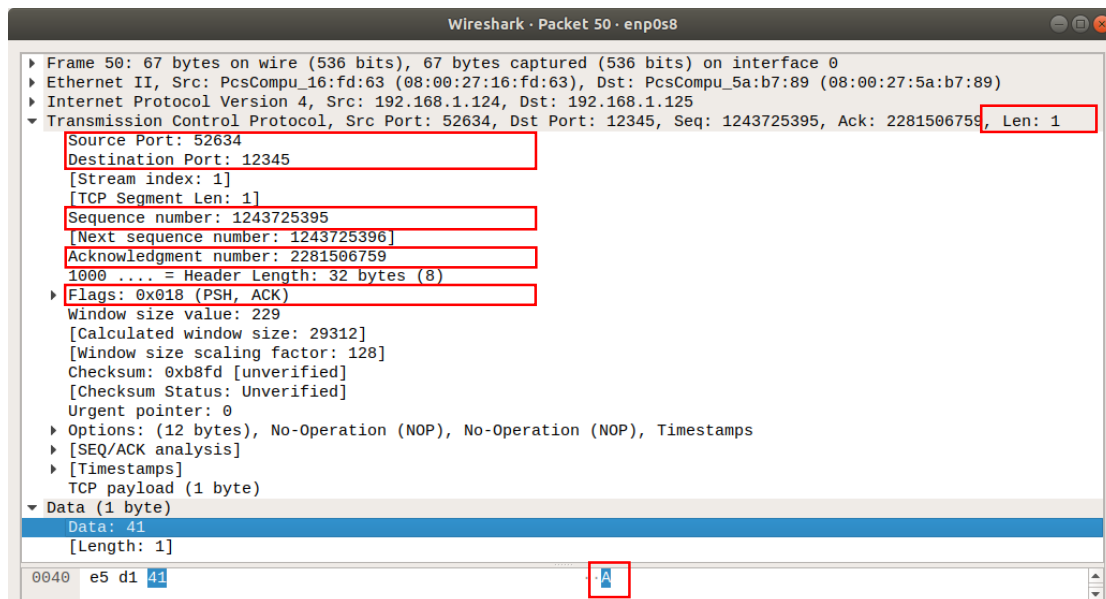 Wireshark · Packet 50 · enp0s8
Frame 50: 67 bytes on wire (536 bits), 67 bytes captured (536 bits) on interface 0
Ethernet II, Src: PcsCompu_16:fd:63 (08:00:27:16:fd:63), Dst: PcsCompu_5a:b7:89 (08:00:27:5a:b7:89)
Internet Protocol Version 4, Src: 192.168.1.124, Dst: 192.168.1.125
Transmission Control Protocol, Src Port: 52634, Dst Port: 12345, Seq: 1243725395, Ack: 2281506759, Len: 1
Source Port: 52634
Destination Port: 12345
[Stream index: 1]
[TCP Segment Len: 1]
Sequence number: 1243725395
[Next sequence number: 1243725396]
Acknowledgment number: 2281506759
1000 .... = Header Length: 32 bytes (8)
Flags: 0x018 (PSH, ACK)
Window size value: 229
[Calculated window size: 29312]
[Window size scaling factor: 128]
Checksum: 0xb8fd [unverified]
[Checksum Status: Unverified]
Urgent pointer: 0
Options: (12 bytes), No-Operation (NOP), No-Operation (NOP), Timestamps
[SEQ/ACK analysis]
[Timestamps]
TCP payload (1 byte)
Data (1 byte)
Data: 41
[Length: 1]
0040 e5 d1 41 ··A